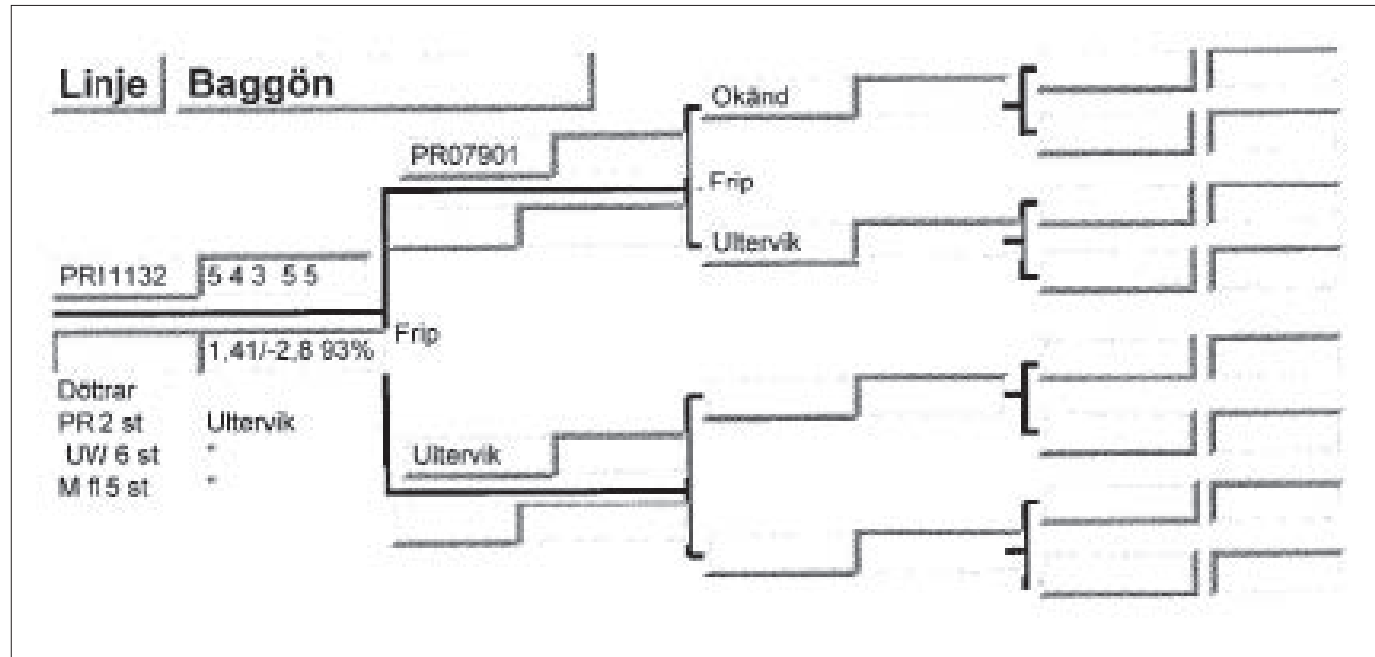 Linje Baggön
Okänd
PR07901
Frip
Ultervik
PRI1132 5 4 3 5 5
Frip
1,41/-2,8 93%
Döttrar
PR 2 st Ultervik
UW 6 st "
M fl 5 st "
Ultervik